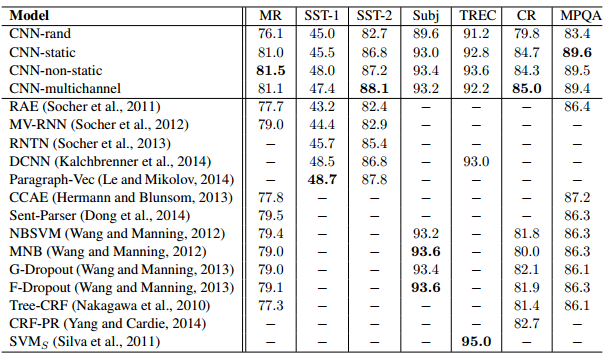 Model MR SST-1 SST-2 Subj TREC CR MPQA
CNN-rand 76.1 45.0 82.7 89.6 91.2 79.8 83.4
CNN-static 81.0 45.5 86.8 93.0 92.8 84.7 89.6
CNN-non-static 81.5 48.0 87.2 93.4 93.6 84.3 89.5
CNN-multichannel 81.1 47.4 88.1 93.2 92.2 85.0 89.4
RAE (Socher et al., 2011) 77.7 43.2 82.4 – – – 86.4
MV-RNN (Socher et al., 2012) 79.0 44.4 82.9 – – – –
RNTN (Socher et al., 2013) – 45.7 85.4 – – – –
DCNN (Kalchbrenner et al., 2014) – 48.5 86.8 – 93.0 – –
Paragraph-Vec (Le and Mikolov, 2014) – 48.7 87.8 – – – –
CCAE (Hermann and Blunsom, 2013) 77.8 – – – – – 87.2
Sent-Parser (Dong et al., 2014) 79.5 – – – – – 86.3
NBSVM (Wang and Manning, 2012) 79.4 – – 93.2 – 81.8 86.3
MNB (Wang and Manning, 2012) 79.0 – – 93.6 – 80.0 86.3
G-Dropout (Wang and Manning, 2013) 79.0 – – 93.4 – 82.1 86.1
F-Dropout (Wang and Manning, 2013) 79.1 – – 93.6 – 81.9 86.3
Tree-CRF (Nakagawa et al., 2010) 77.3 – – – – 81.4 86.1
CRF-PR (Yang and Cardie, 2014) – – – – – 82.7 –
SVMS (Silva et al., 2011) – – – – 95.0 – –